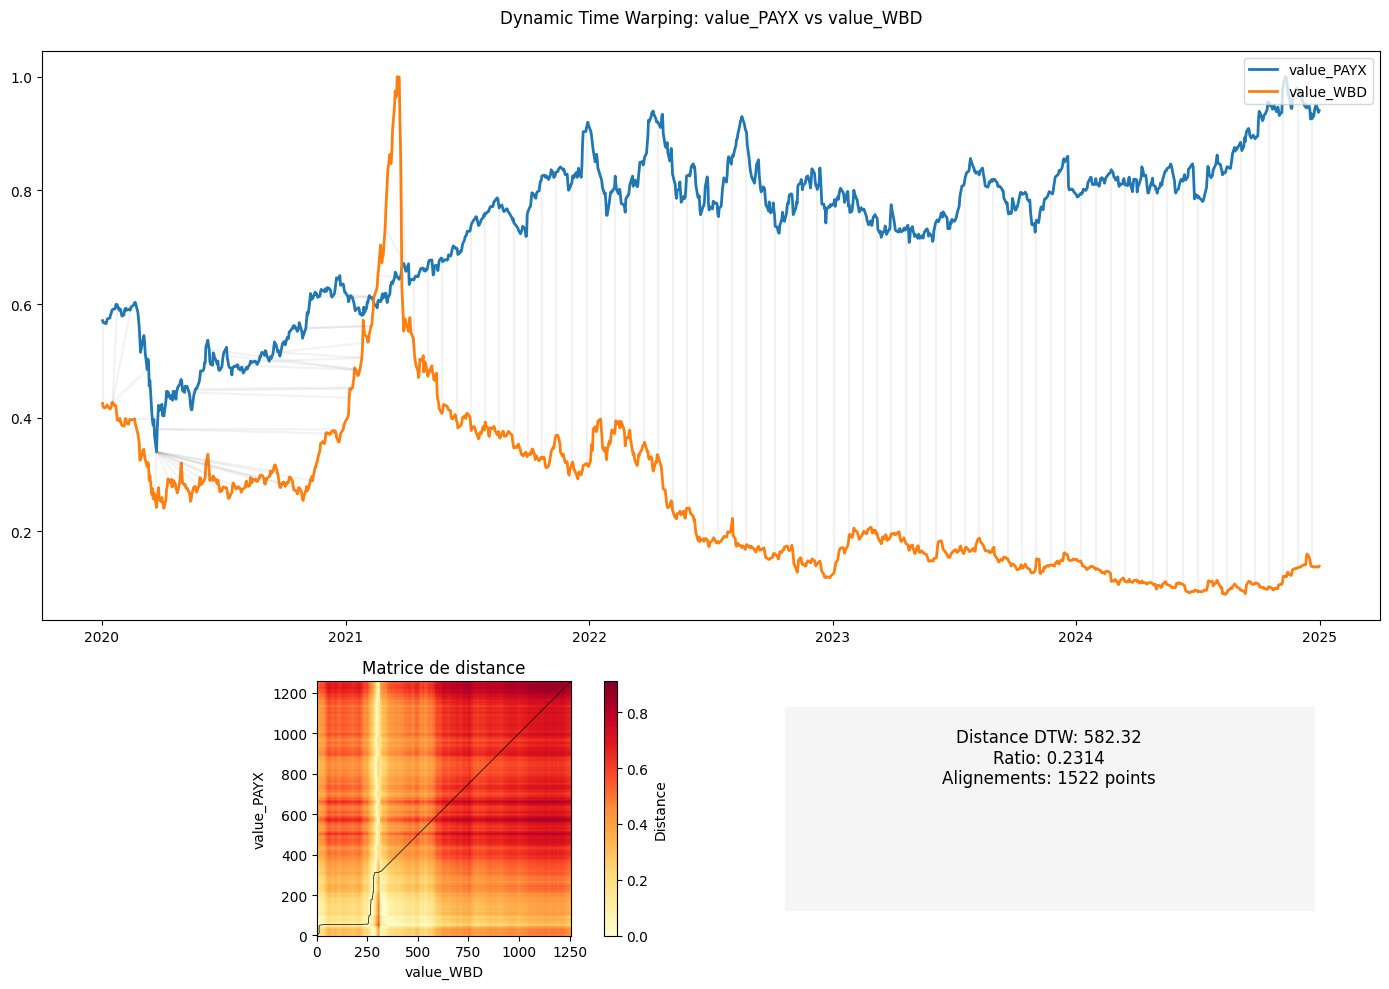 Dynamic Time Warping: value_PAYX vs value_WBD
value_PAYX
value_WBD
1.0
0.8
0.6
0.4
0.2
2020 2021 2022 2023 2024 2025
Matrice de distance
value_PAYX
1200
1000
800
600
400
200
0
0 250 500 750 1000 1250
value_WBD
0.8
0.6
0.4
0.2
0.0
Distance
Distance DTW: 582.32
Ratio: 0.2314
Alignements: 1522 points